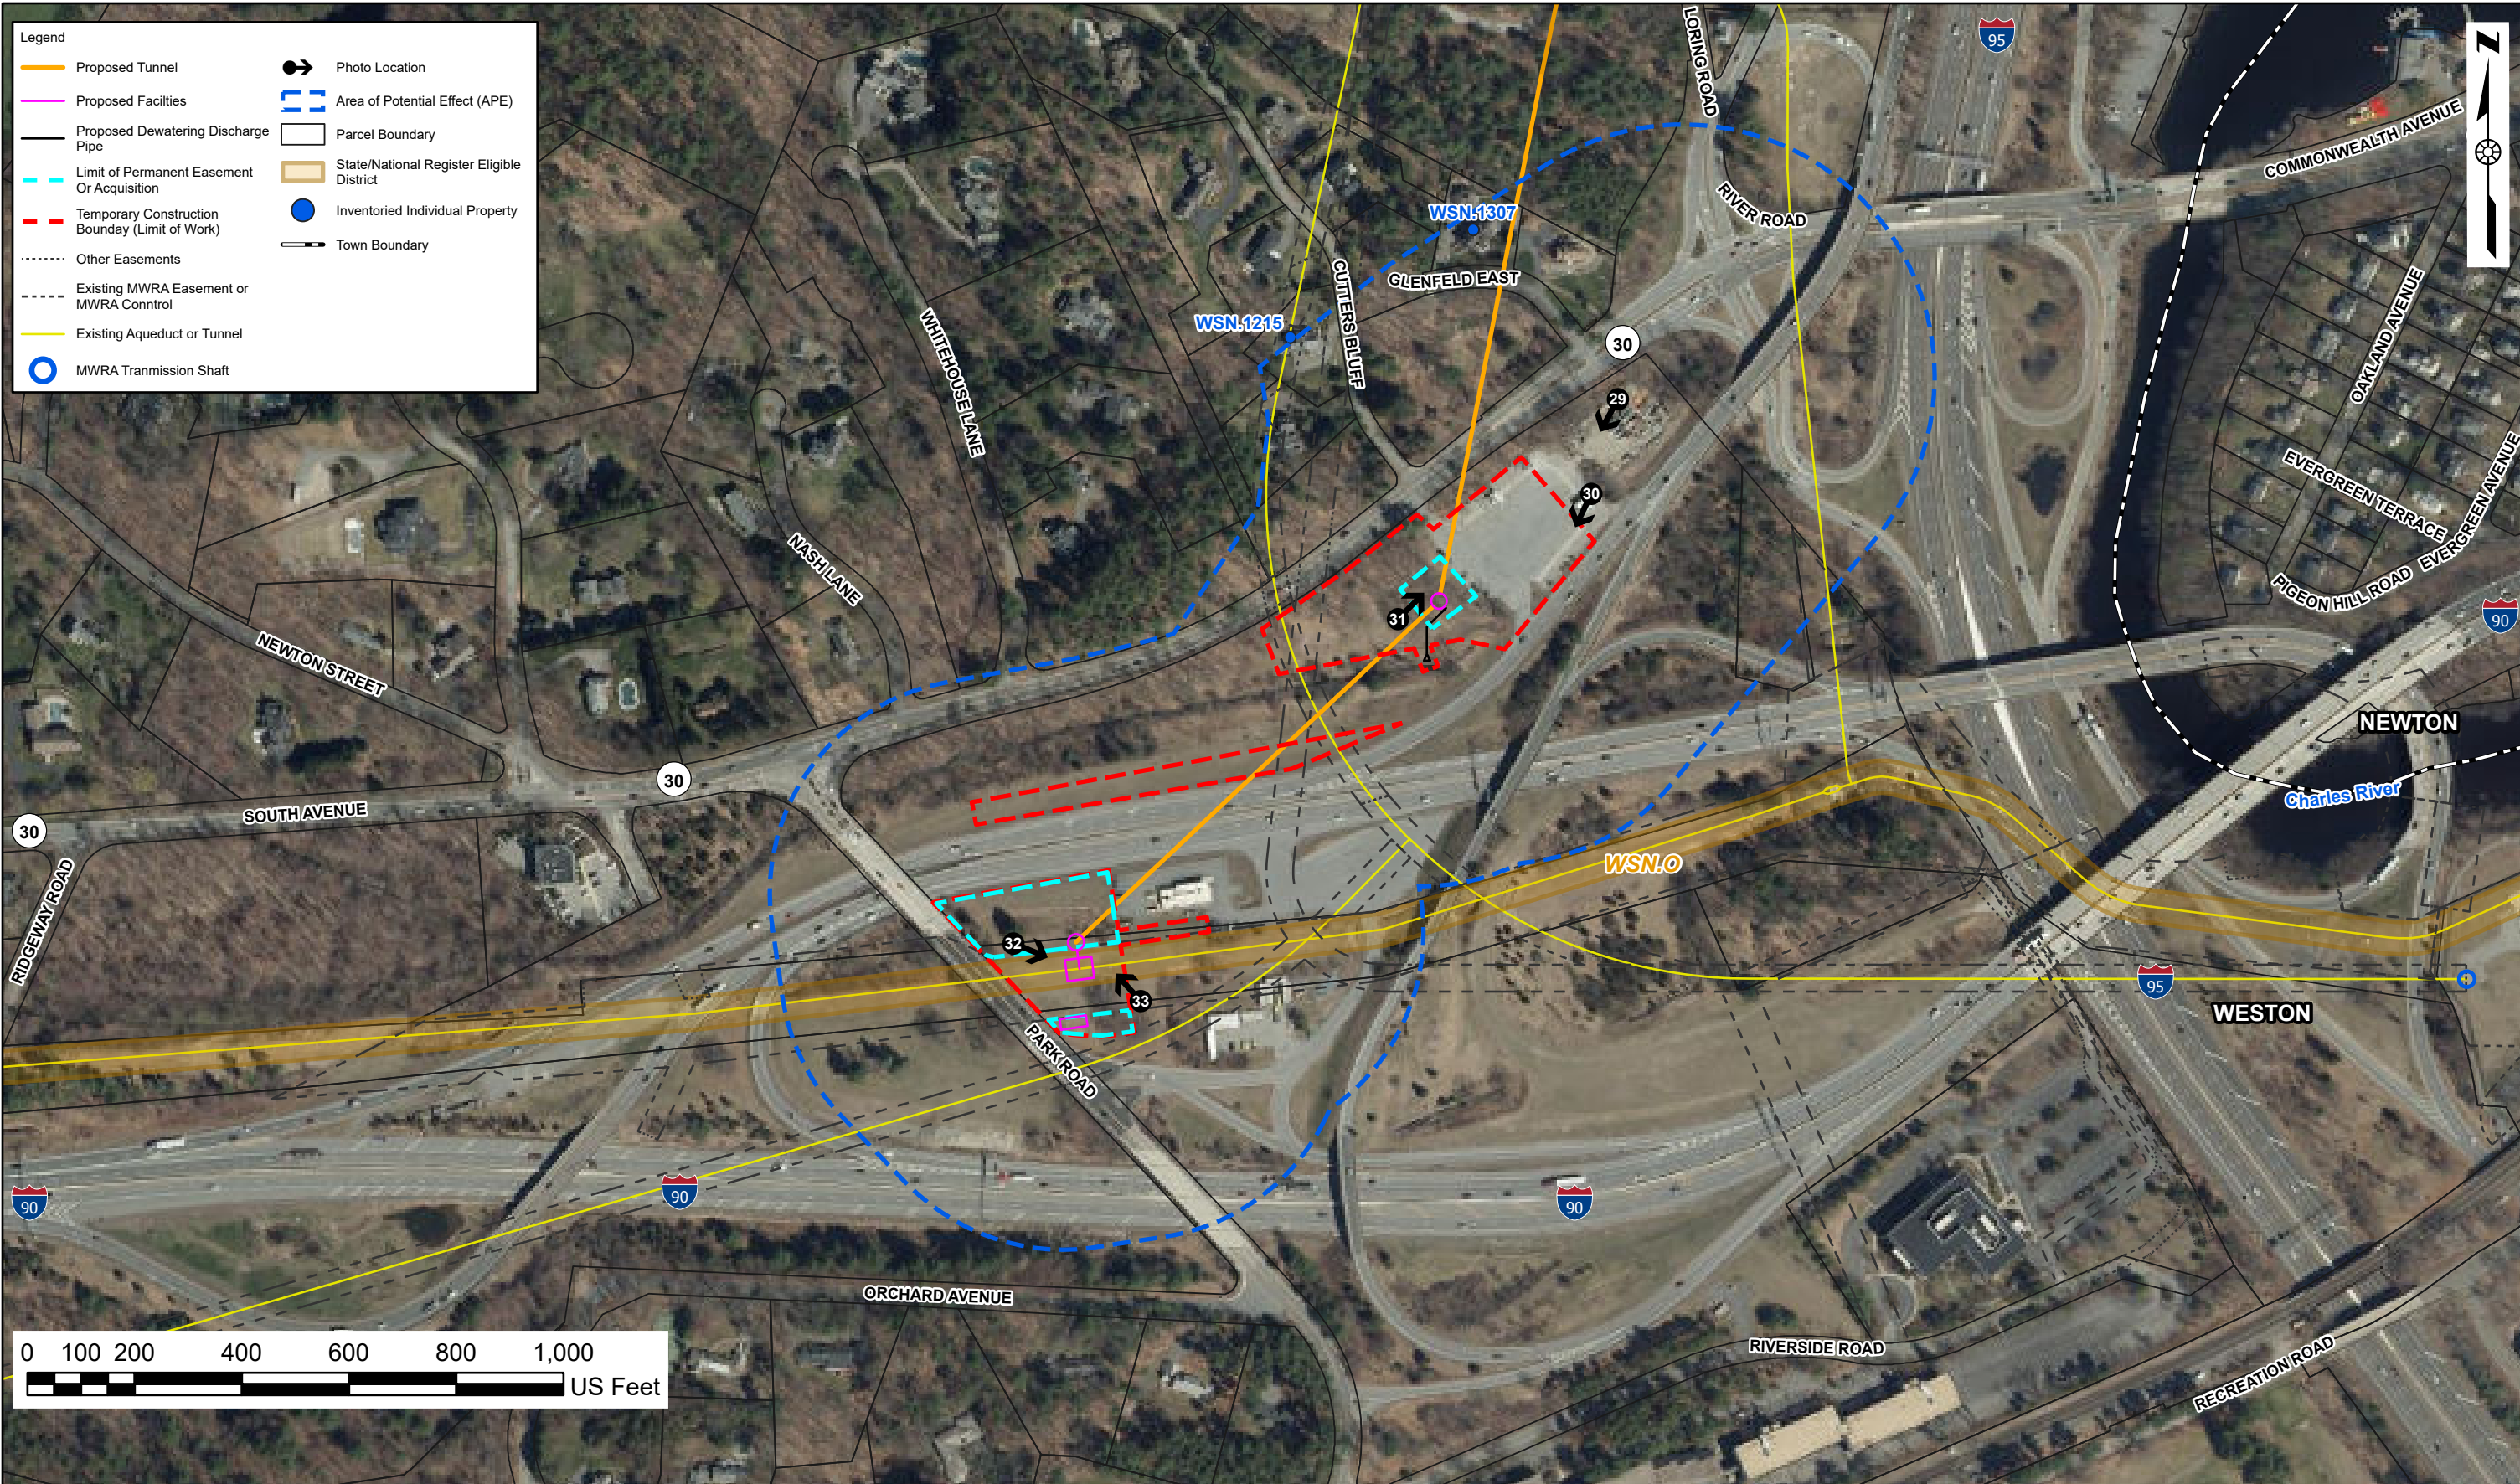 Legend
Proposed Tunnel
Proposed Facilties
Proposed Dewatering Discharge
Pipe
Limit of Permanent Easement
Or Acquisition
Temporary Construction
Bounday (Limit of Work)
Other Easements
Existing MWRA Easement or
MWRA Conntrol
Existing Aqueduct or Tunnel
MWRA Tranmission Shaft
Photo Location
Area of Potential Effect (APE)
Parcel Boundary
State/National Register Eligible
District
Inventoried Individual Property
Town Boundary
LORING ROAD
95
N
COMMONWEALTH AVENUE
RIVER ROAD
WSN.1307
GLENFELD EAST
CUTTERS BLUFF
WSN.1215
WHITEHOUSE LANE
30
29
OAKLAND AVENUE
30
EVERGREEN TERRACE
EVERGREEN AVENUE
PIGEON HILL ROAD
90
NASH LANE
31
NEWTON STREET
NEWTON
30
SOUTH AVENUE
30
Charles River
WSN.O
RIDGEWAY ROAD
32
33
95
WESTON
PARK ROAD
90
90
90
ORCHARD AVENUE
RIVERSIDE ROAD
RECREATION ROAD
0 100 200 400 600 800 1,000
US Feet